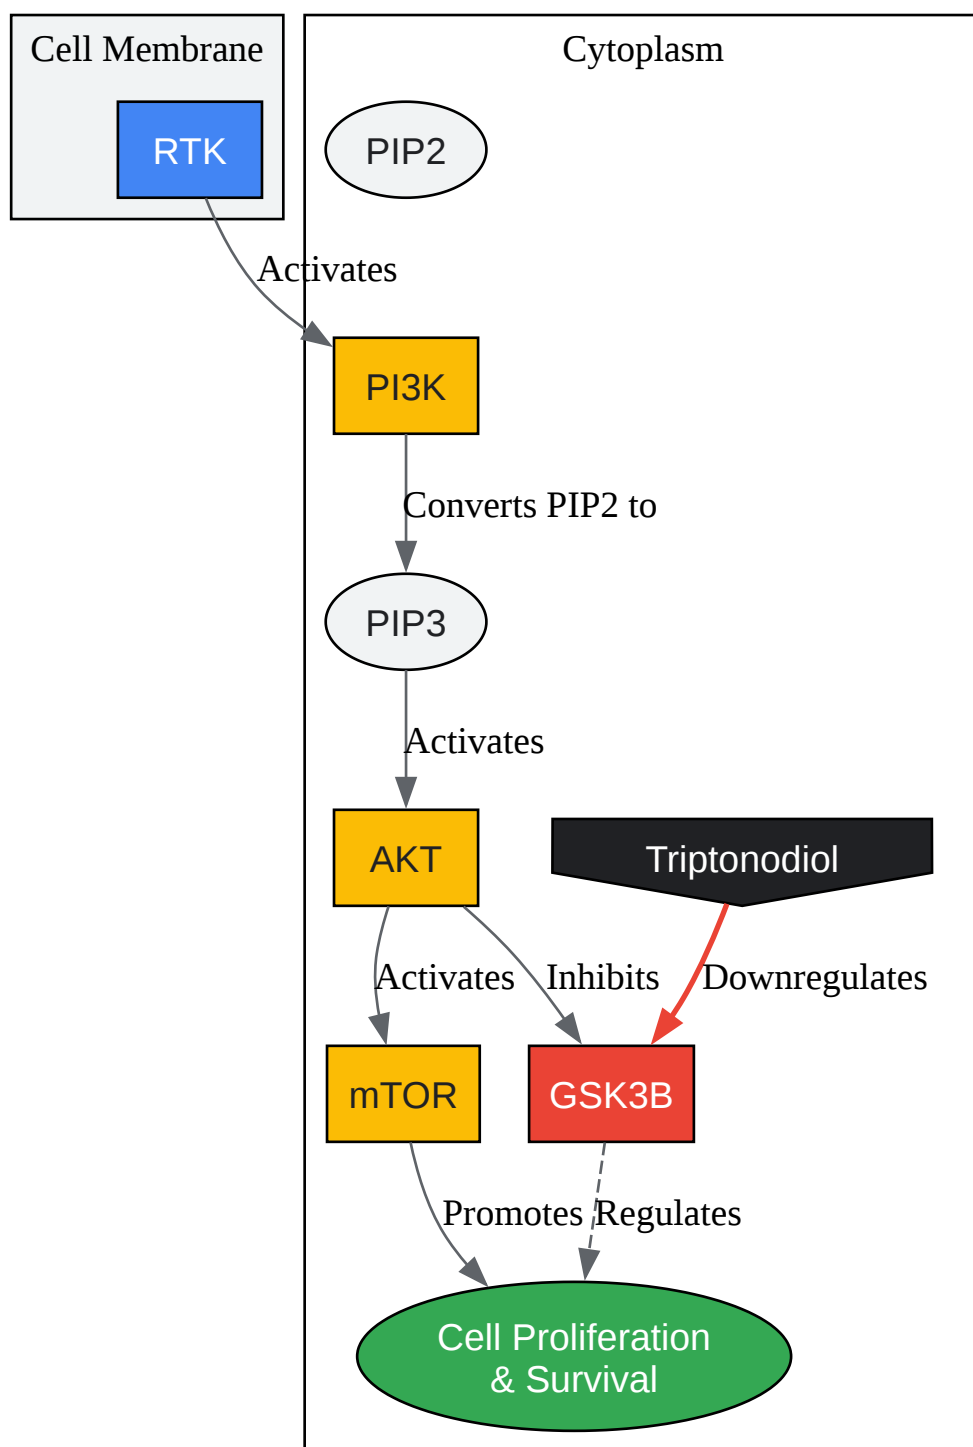 Cell Membrane
Cytoplasm
RTK
PIP2
Activates
PI3K
Converts PIP2 to
PIP3
Activates
AKT
Triptonodiol
Activates
Inhibits
Downregulates
mTOR
GSK3B
Promotes
Regulates
Cell Proliferation
& Survival